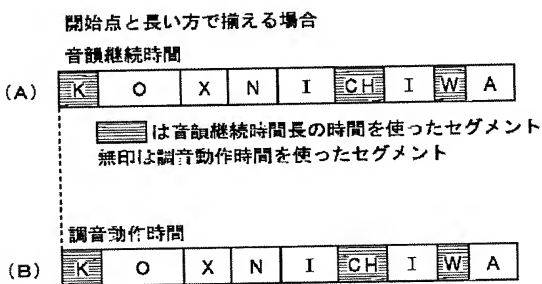 開始点と長い方で揃える場合
音韻継続時間
(A) K O X N I CH I W A
は音韻継続時間長の時間を使ったセグメント
無印は調音動作時間を使ったセグメント
調音動作時間
(B) K O X N I CH I W A